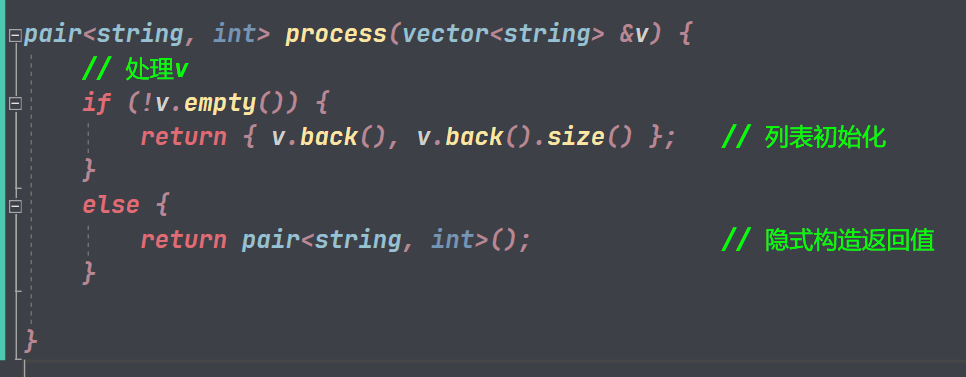 pair<string, int> process(vector<string> &v) {
// 处理v
if (!v.empty()) {
return { v.back(), v.back().size() }; // 列表初始化
}
else {
return pair<string, int>(); // 隐式构造返回值
}
}